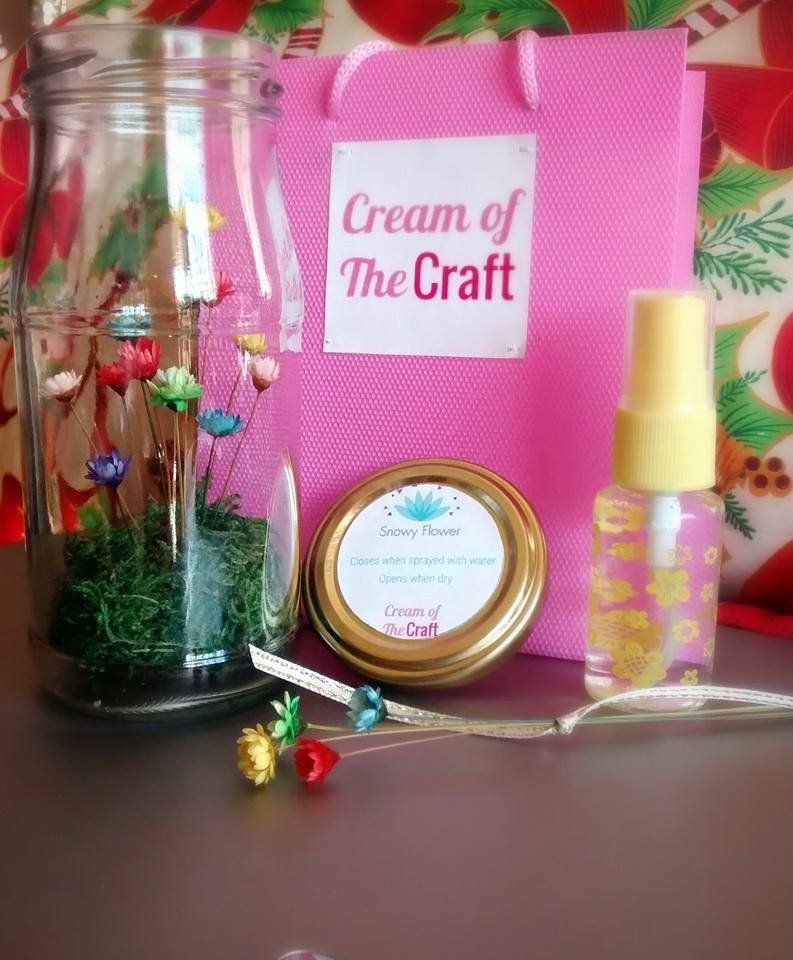 Cream of
The Craft
Snowy Flower
Closes when sprayed with water
Opens when dry
Cream of
The Craft